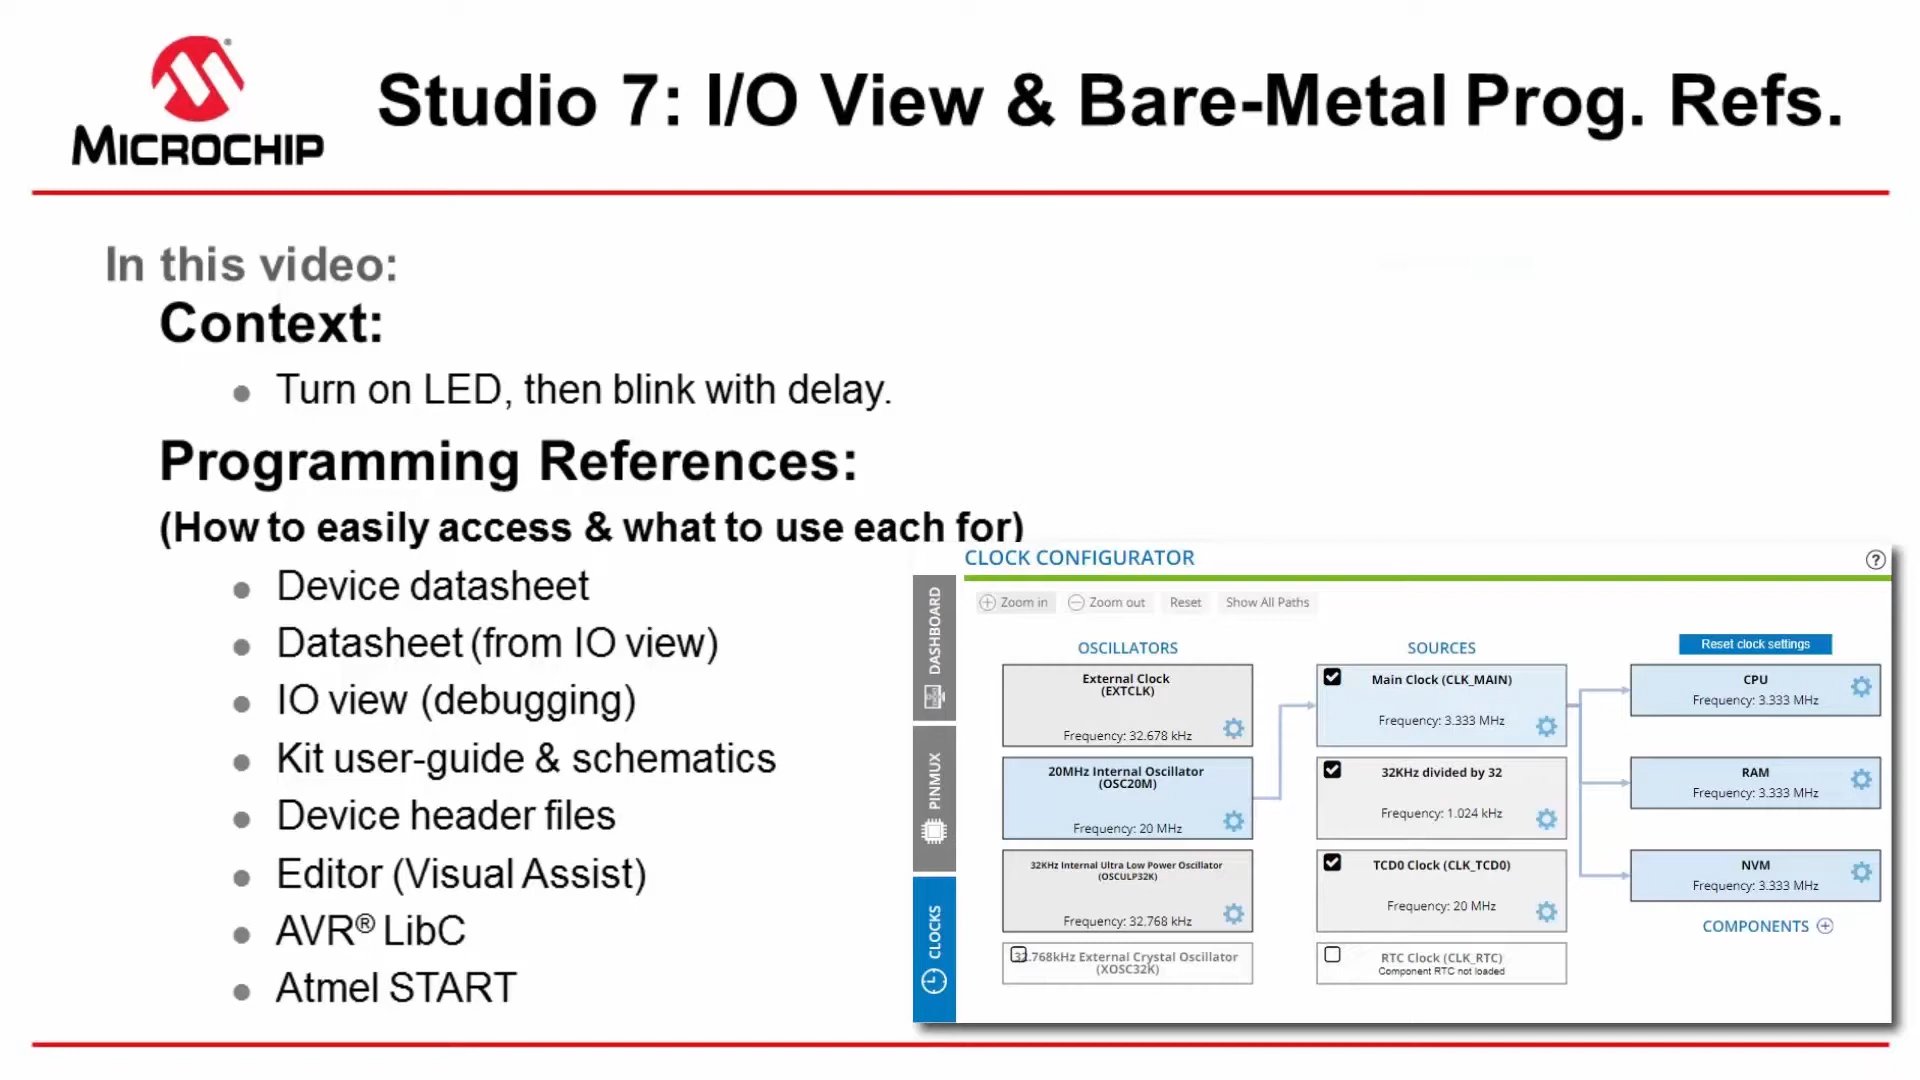 MICROCHIP
Studio 7: I/O View & Bare-Metal Prog. Refs.
In this video:
Context:
Turn on LED, then blink with delay.
Programming References:
(How to easily access & what to use each for)
Device datasheet
Datasheet (from IO view)
IO view (debugging)
Kit user-guide & schematics
Device header files
Editor (Visual Assist)
AVR® LibC
Atmel START
CLOCK CONFIGURATOR
?
DASHBOARD
PINMUX
CLOCKS
Zoom in
Zoom out
Reset
Show All Paths
OSCILLATORS
External Clock
(EXTCLK)
Frequency: 32.678 kHz
20MHz Internal Oscillator
(OSC20M)
Frequency: 20 MHz
32KHz Internal Ultra Low Power Oscillator
(OSCULP32K)
Frequency: 32.768 kHz
32.768kHz External Crystal Oscillator
(XOSC32K)
SOURCES
Main Clock (CLK_MAIN)
Frequency: 3.333 MHz
32KHz divided by 32
Frequency: 1.024 kHz
TCD0 Clock (CLK_TCD0)
Frequency: 20 MHz
RTC Clock (CLK_RTC)
Component RTC not loaded
Reset clock settings
CPU
Frequency: 3.333 MHz
RAM
Frequency: 3.333 MHz
NVM
Frequency: 3.333 MHz
COMPONENTS